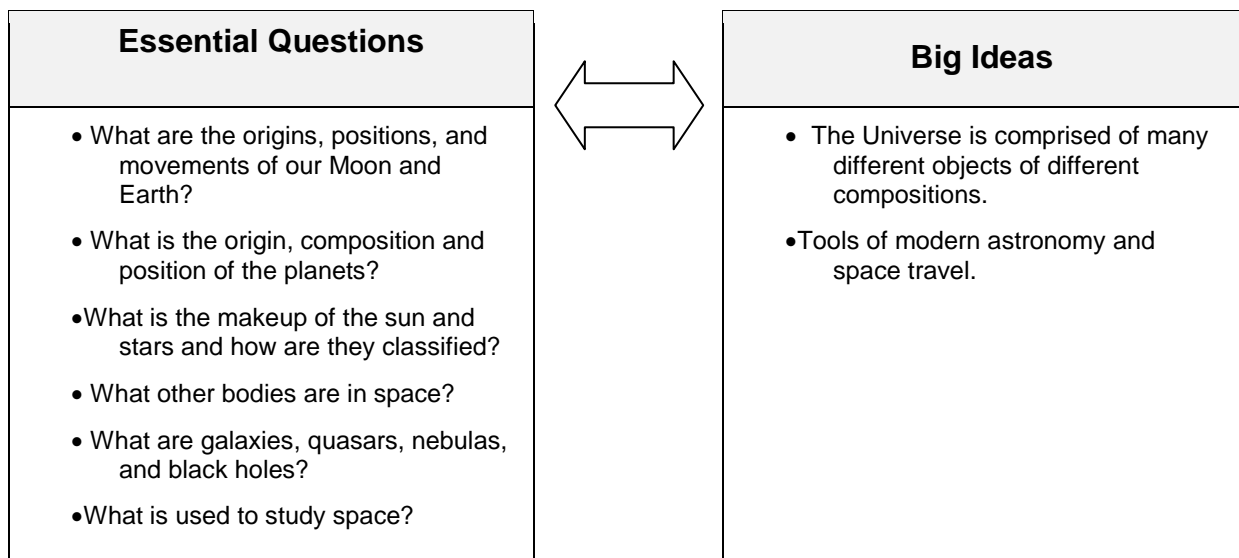 Essential Questions
• What are the origins, positions, and
movements of our Moon and
Earth?
• What is the origin, composition and
position of the planets?
•What is the makeup of the sun and
stars and how are they classified?
• What other bodies are in space?
• What are galaxies, quasars, nebulas,
and black holes?
•What is used to study space?
Big Ideas
• The Universe is comprised of many
different objects of different
compositions.
•Tools of modern astronomy and
space travel.